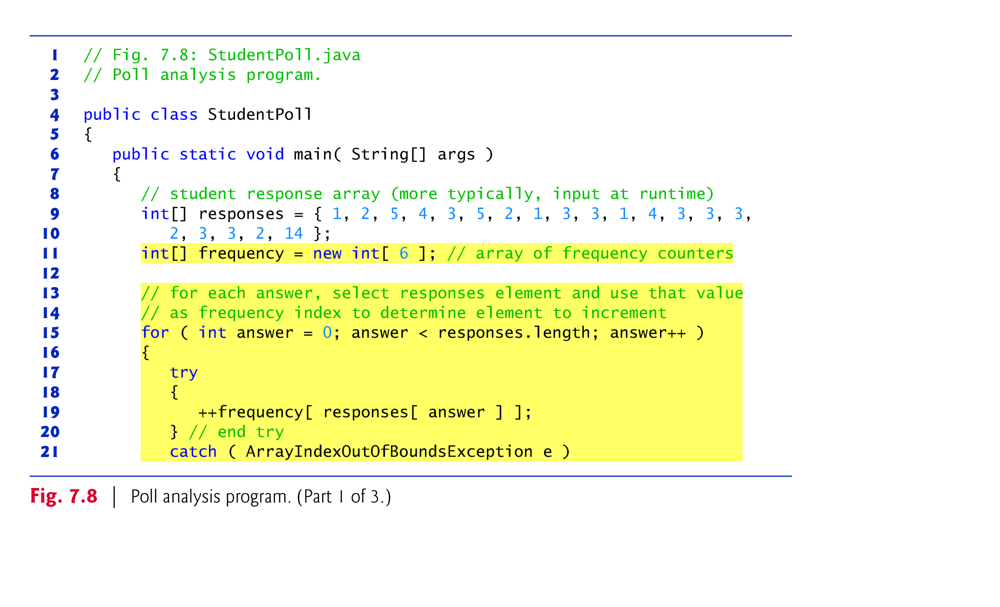 1 // Fig. 7.8: StudentPoll.java
2 // Poll analysis program.
3
4 public class StudentPoll
5 {
6 public static void main( String[] args )
7 {
8 // student response array (more typically, input at runtime)
9 int[] responses = { 1, 2, 5, 4, 3, 5, 2, 1, 3, 3, 1, 4, 3, 3, 3,
10 2, 3, 3, 2, 14 };
11 int[] frequency = new int[ 6 ]; // array of frequency counters
12
13 // for each answer, select responses element and use that value
14 // as frequency index to determine element to increment
15 for ( int answer = 0; answer < responses.length; answer++ )
16 {
17 try
18 {
19 ++frequency[ responses[ answer ] ];
20 } // end try
21 catch ( ArrayIndexOutOfBoundsException e )
Fig. 7.8 | Poll analysis program. (Part 1 of 3.)